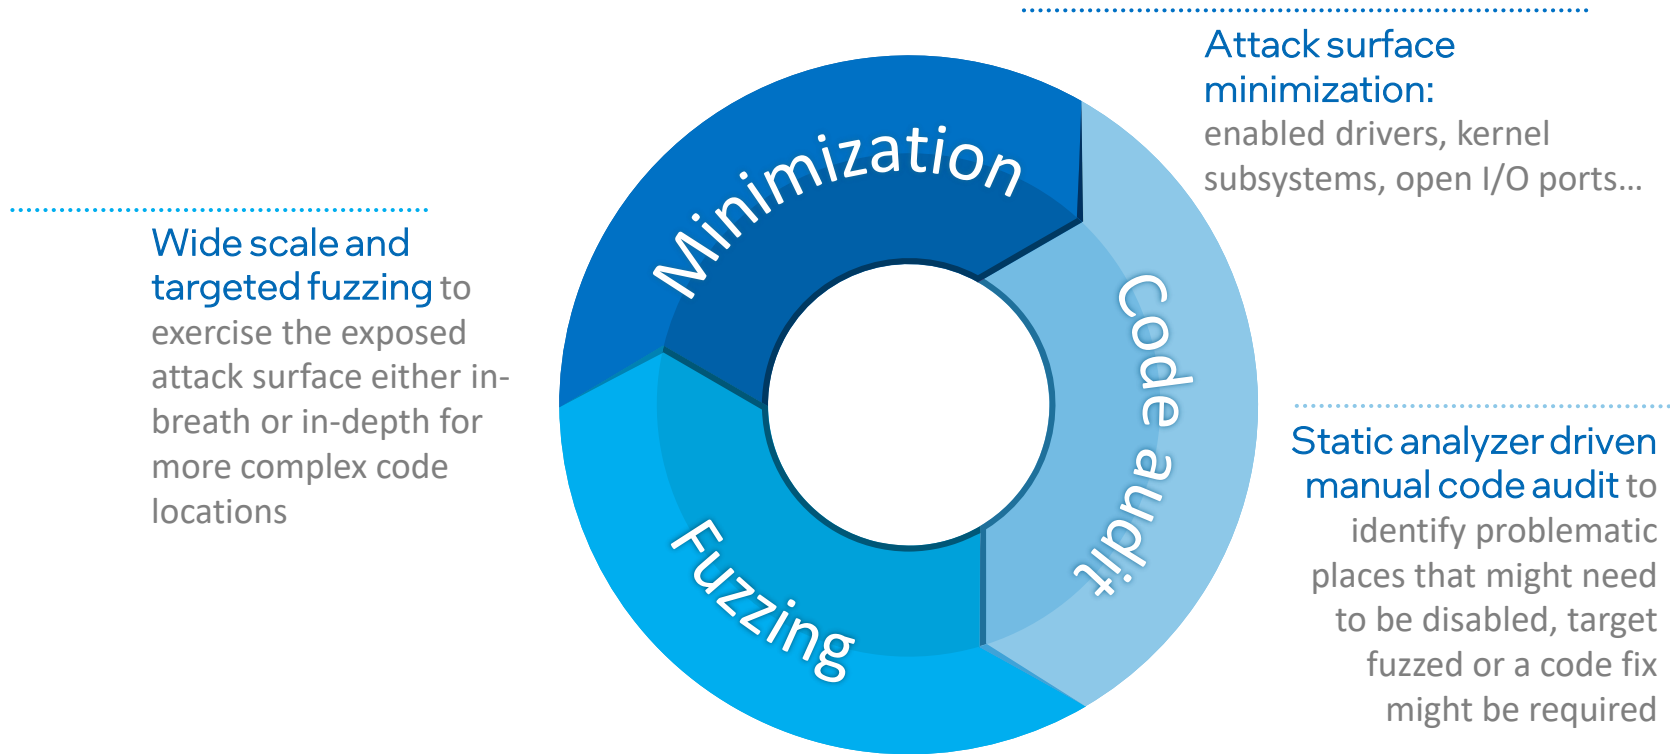 Attack surface
minimization:
enabled drivers, kernel
subsystems, open I/O ports...
Minimization
Code audit
Fuzzing
Wide scale and
targeted fuzzing to
exercise the exposed
attack surface either in-
breath or in-depth for
more complex code
locations
Static analyzer driven
manual code audit to
identify problematic
places that might need
to be disabled, target
fuzzed or a code fix
might be required